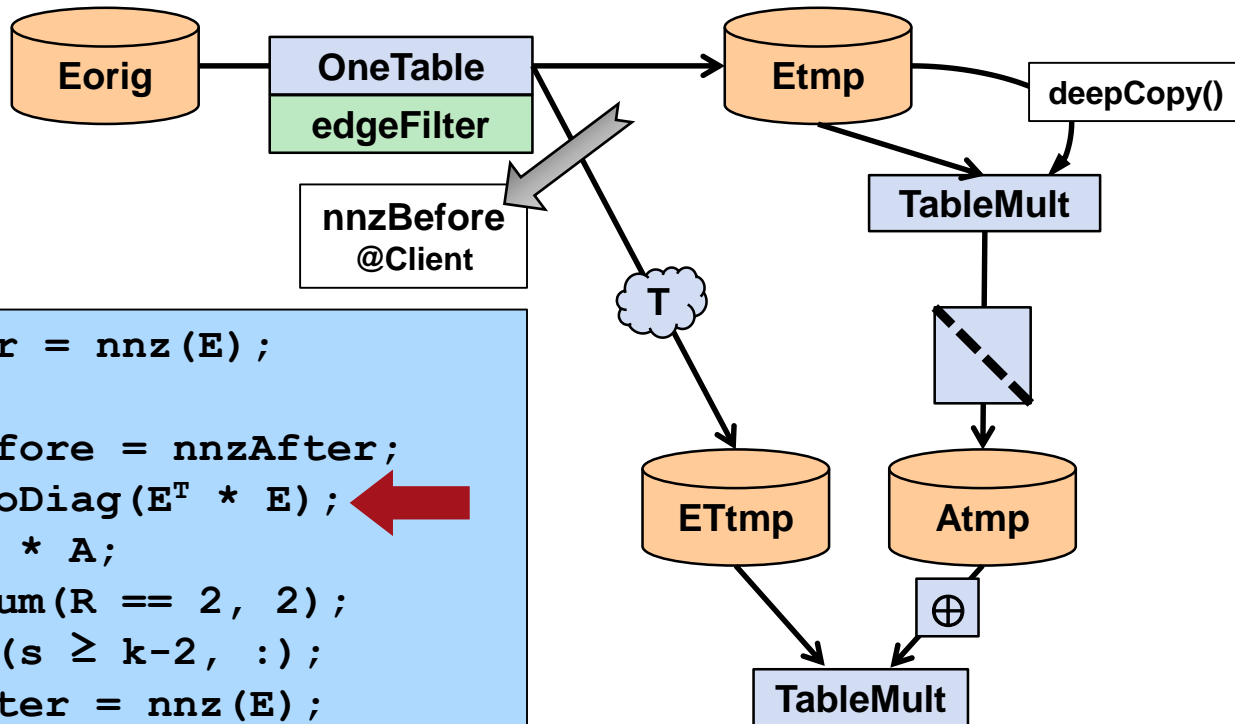 Eorig
OneTable
edgeFilter
Etmp
deepCopy()
nnzBefore
@Client
TableMult
T
r = nnz(E);
fore = nnzAfter;
oDiag(Eᵀ * E);
* A;
um(R == 2, 2);
(s ≥ k-2, :);
ter = nnz(E);
ETtmp
Atmp
⊕
TableMult